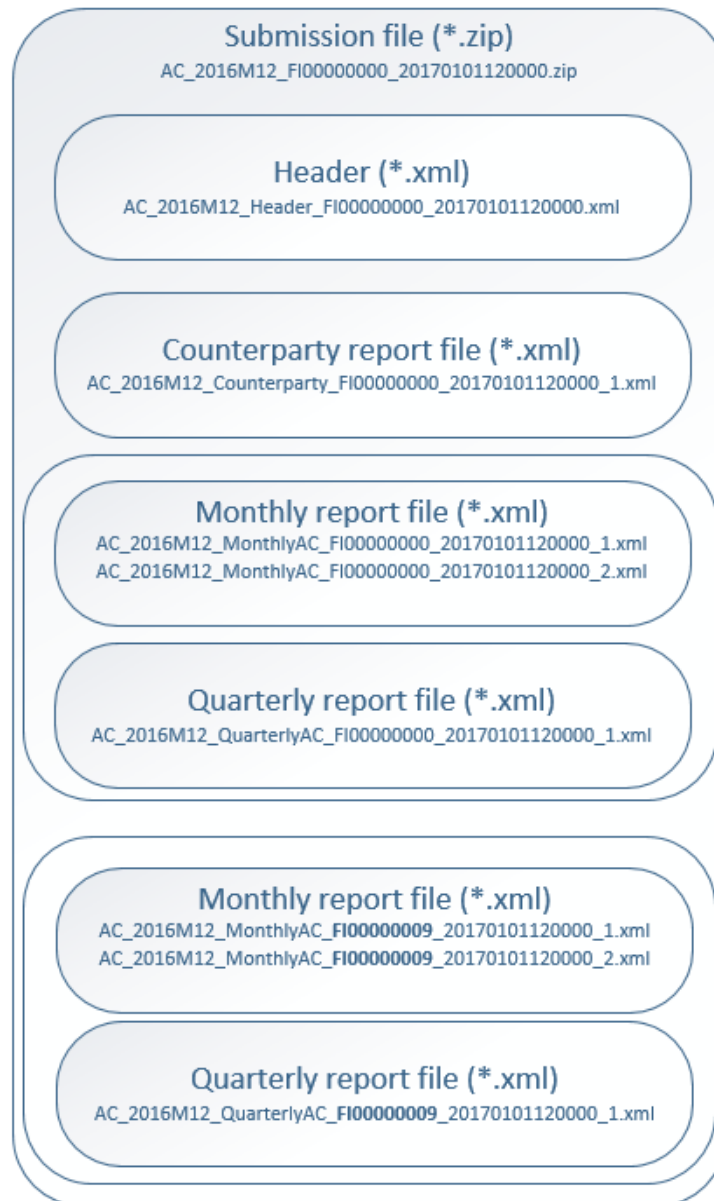 Submission file (*.zip)
AC_2016M12_FI00000000_20170101120000.zip
Header (*.xml)
AC_2016M12_Header_FI00000000_20170101120000.xml
Counterparty report file (*.xml)
AC_2016M12_Counterparty_FI00000000_20170101120000_1.xml
Monthly report file (*.xml)
AC_2016M12_MonthlyAC_FI00000000_20170101120000_1.xml
AC_2016M12_MonthlyAC_FI00000000_20170101120000_2.xml
Quarterly report file (*.xml)
AC_2016M12_QuarterlyAC_FI00000000_20170101120000_1.xml
Monthly report file (*.xml)
AC_2016M12_MonthlyAC_FI00000009_20170101120000_1.xml
AC_2016M12_MonthlyAC_FI00000009_20170101120000_2.xml
Quarterly report file (*.xml)
AC_2016M12_QuarterlyAC_FI00000009_20170101120000_1.xml